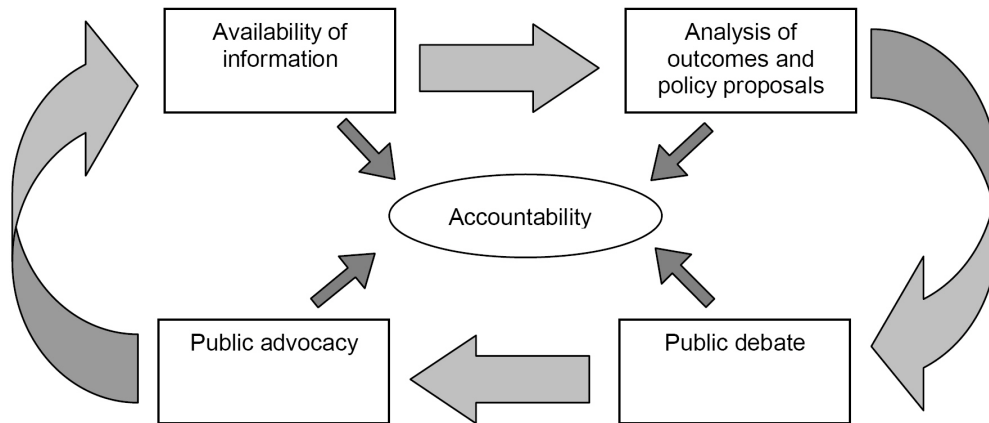 Availability of
information
Analysis of
outcomes and
policy proposals
Accountability
Public advocacy
Public debate